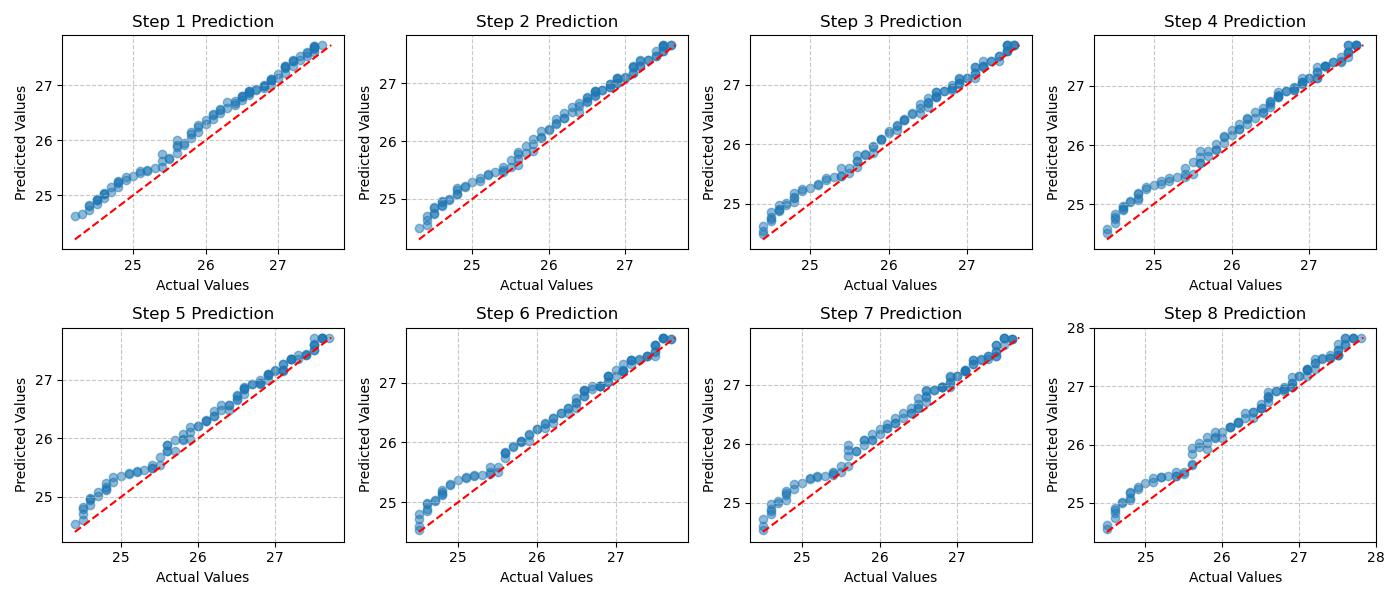 Step 1 Prediction
Predicted Values
27
26
25
25 26 27
Actual Values
Step 2 Prediction
Predicted Values
27
26
25
25 26 27
Actual Values
Step 3 Prediction
Predicted Values
27
26
25
25 26 27
Actual Values
Step 4 Prediction
Predicted Values
27
26
25
25 26 27
Actual Values
Step 5 Prediction
Predicted Values
27
26
25
25 26 27
Actual Values
Step 6 Prediction
Predicted Values
27
26
25
25 26 27
Actual Values
Step 7 Prediction
Predicted Values
27
26
25
25 26 27
Actual Values
Step 8 Prediction
Predicted Values
28
27
26
25
25 26 27 28
Actual Values